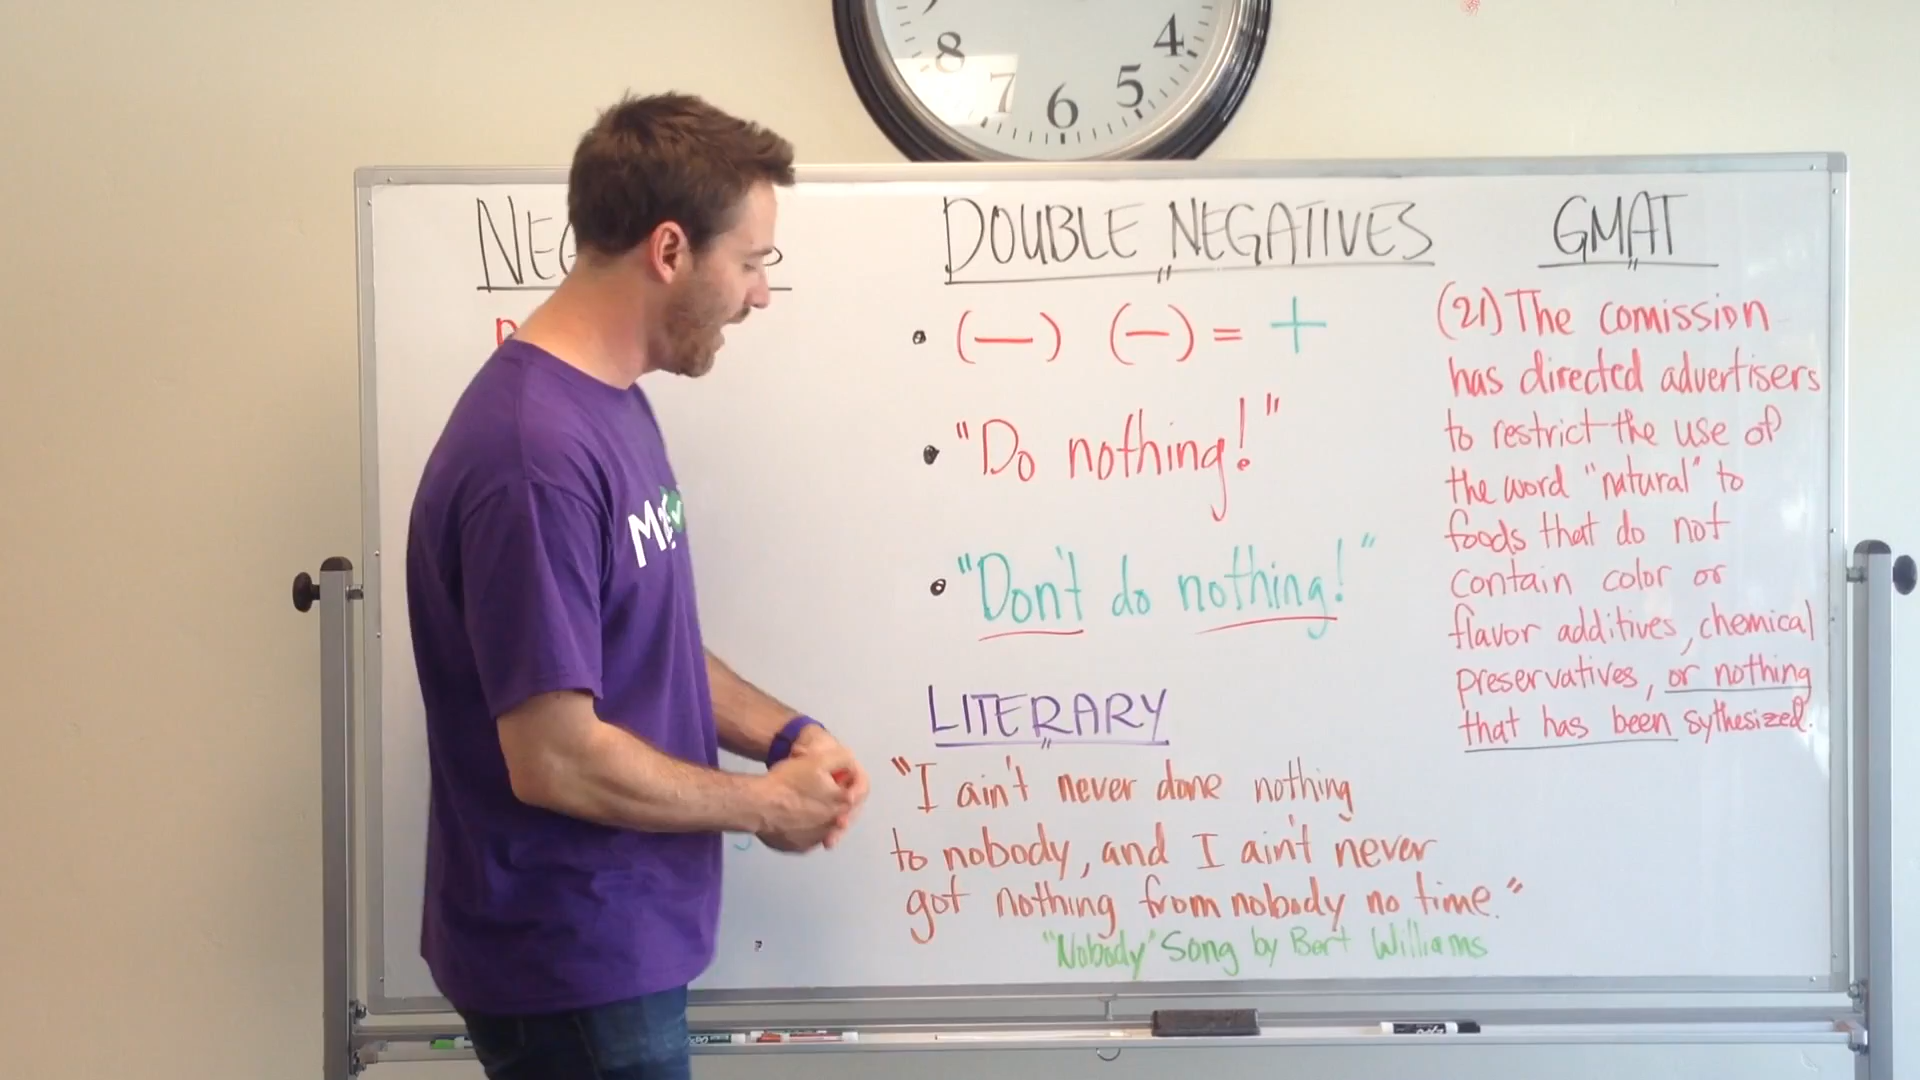 8 7 6 5 4
DOUBLE NEGATIVES
• (—) (—) = +
• "Do nothing!"
• "Don't do nothing!"
LITERARY
"I ain't never done nothing
to nobody, and I ain't never
got nothing from nobody no time."
"Nobody" Song by Bert Williams
GMAT
(21) The comission
has directed advertisers
to restrict the use of
the word "natural" to
foods that do not
contain color or
flavor additives, chemical
preservatives, or nothing
that has been sythesized.